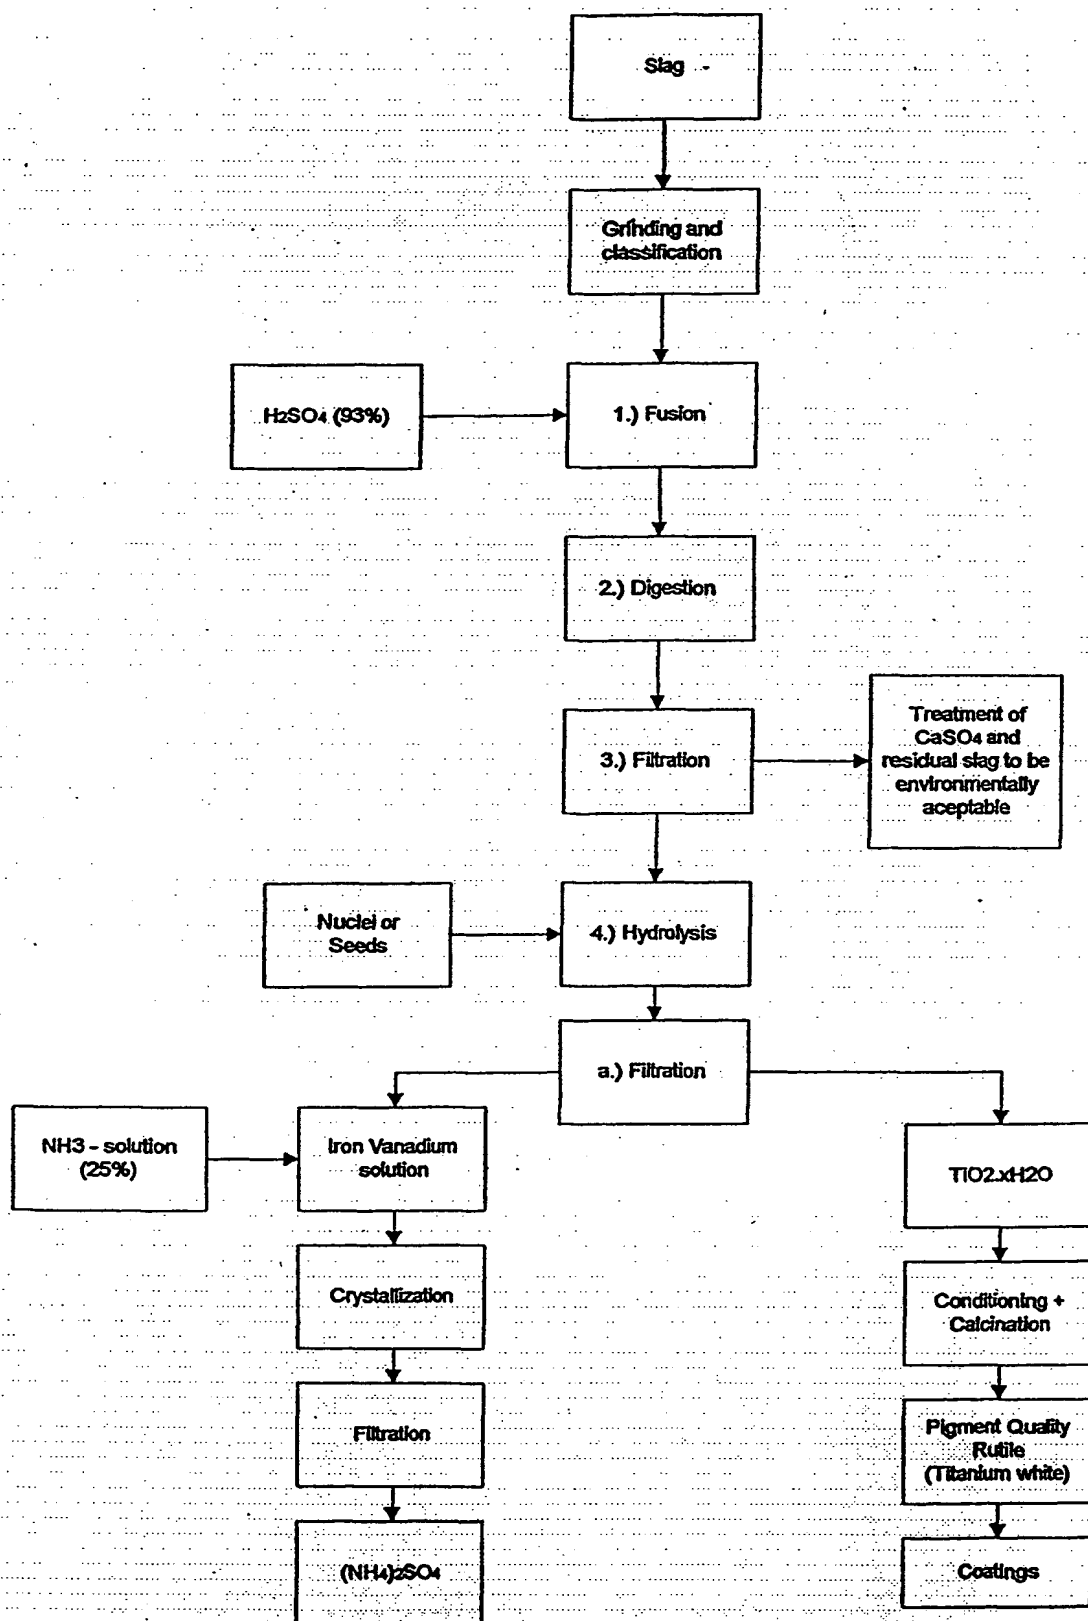 Slag
Grinding and
classification
H2SO4 (93%)
1.) Fusion
2.) Digestion
3.) Filtration
Treatment of
CaSO4 and
residual slag to be
environmentally
aceptable
Nuclei or
Seeds
4.) Hydrolysis
a.) Filtration
NH3 - solution
(25%)
Iron Vanadium
solution
TiO2.xH2O
Crystallization
Conditioning +
Calcination
Filtration
Pigment Quality
Rutile
(Titanium white)
(NH4)2SO4
Coatings